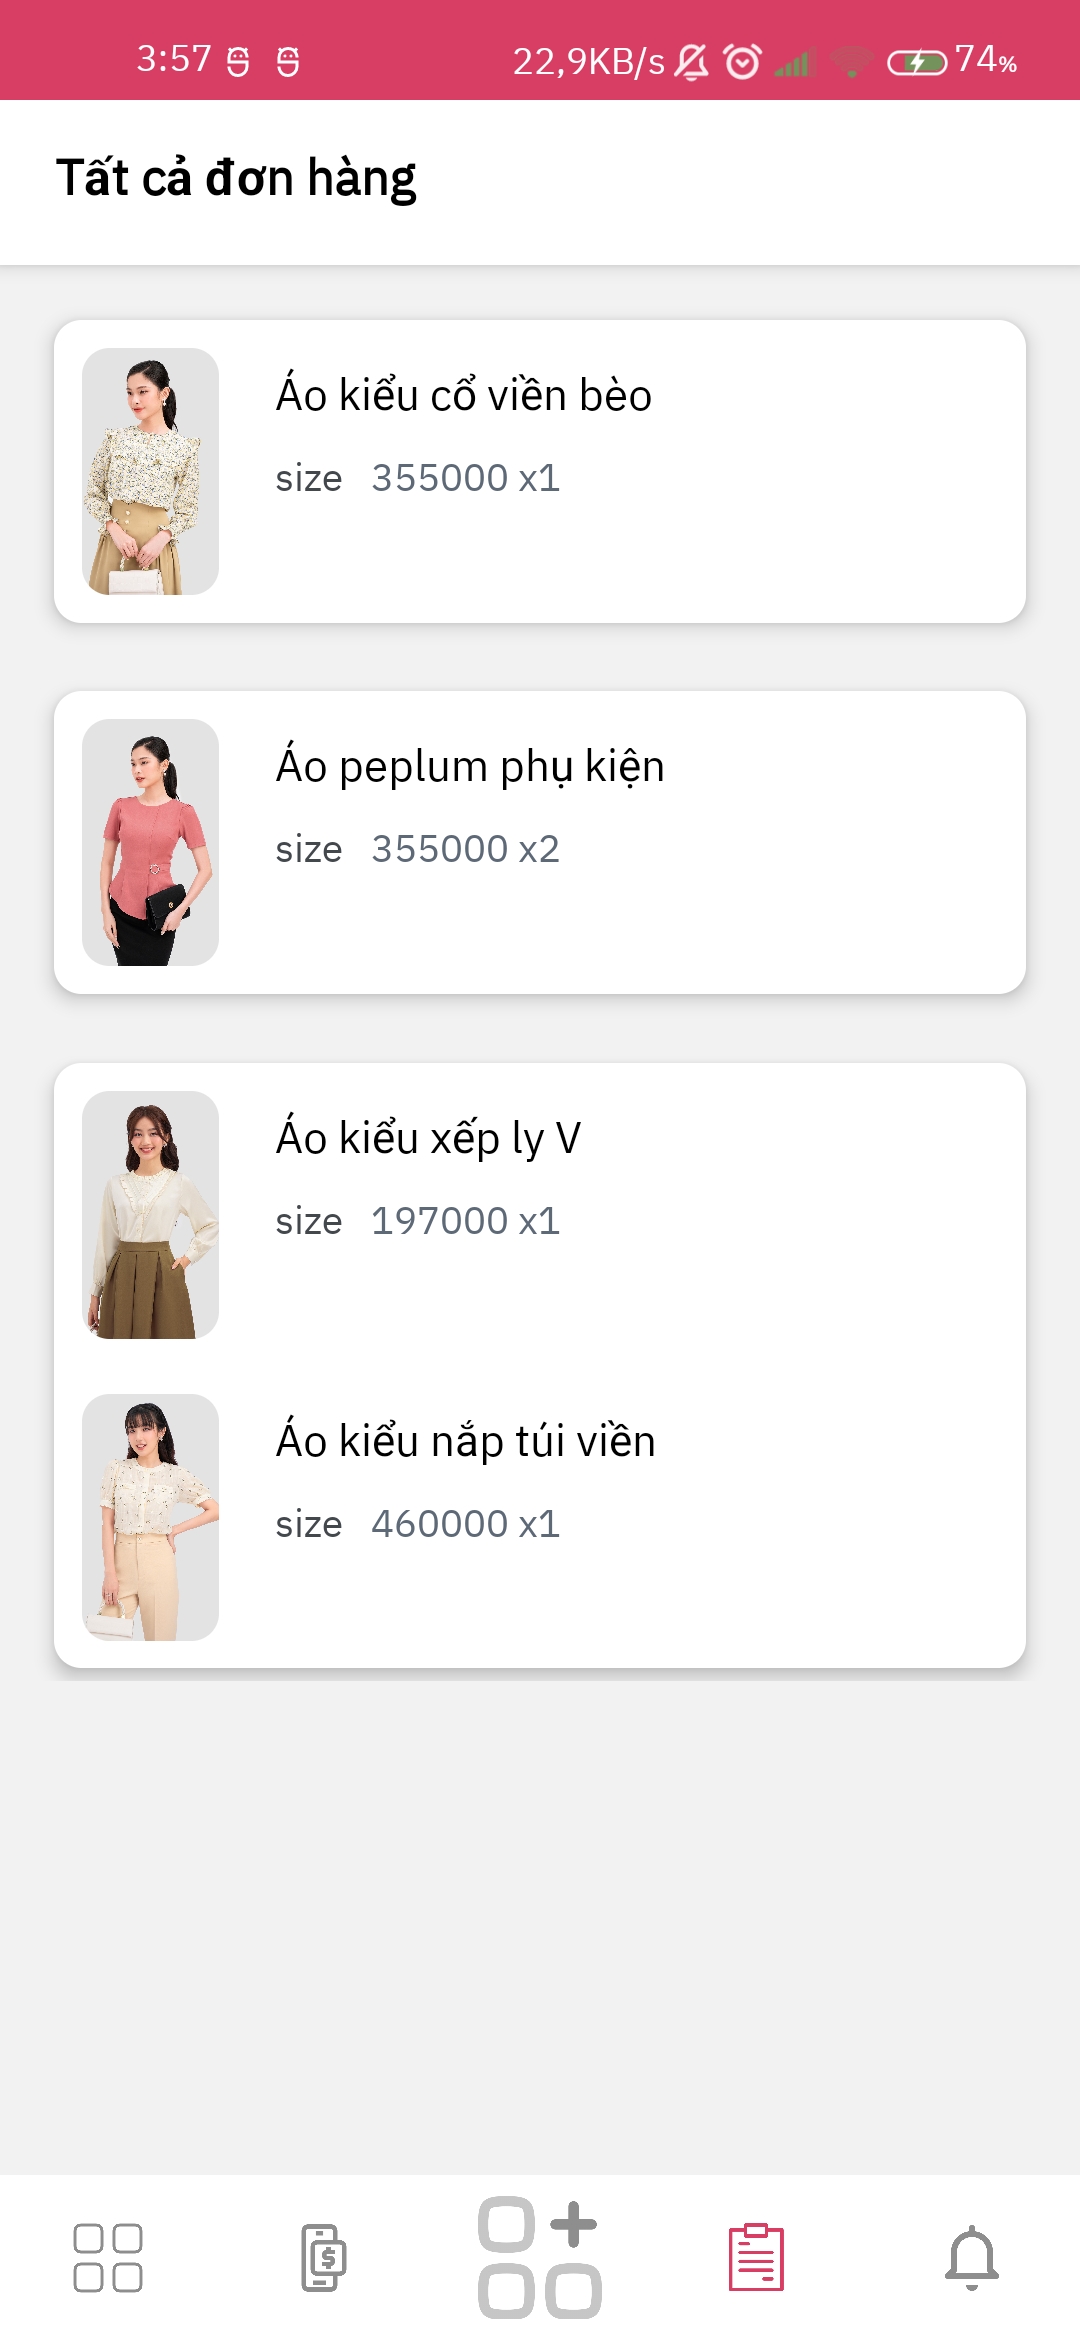 3:57
22,9KB/s
74%
Tất cả đơn hàng
Áo kiểu cổ viền bèo
size 355000 x1
Áo peplum phụ kiện
size 355000 x2
Áo kiểu xếp ly V
size 197000 x1
Áo kiểu nắp túi viền
size 460000 x1